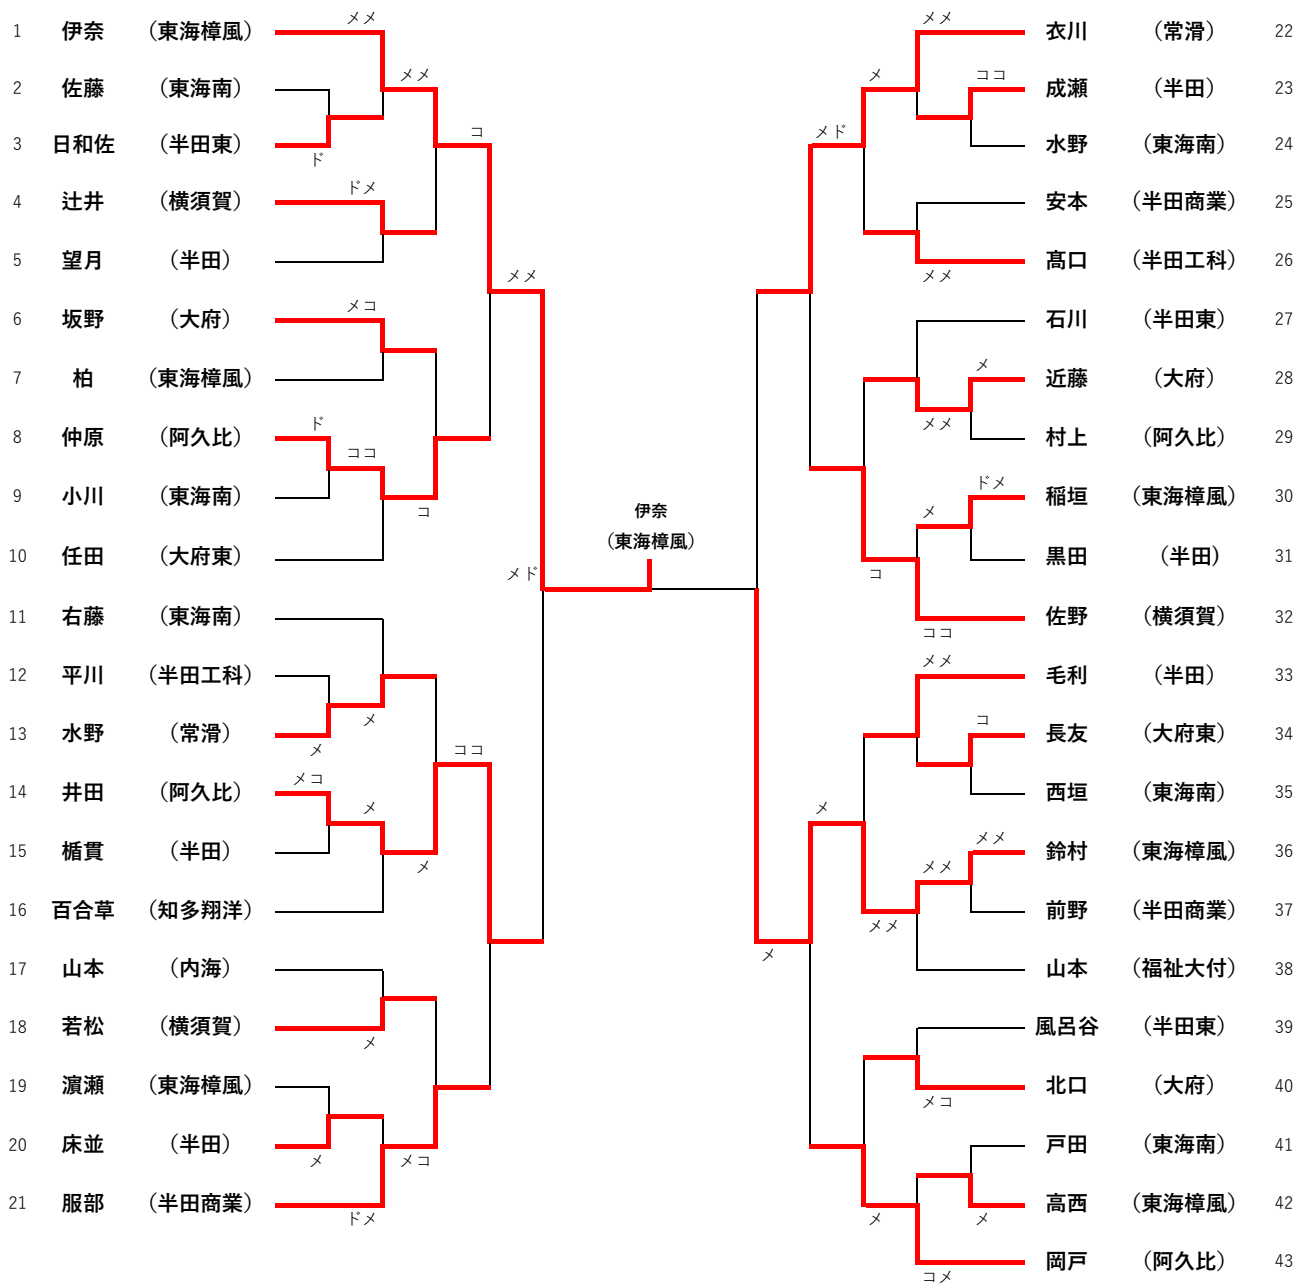 1 伊奈 （東海樟風）
2 佐藤 （東海南）
3 日和佐 （半田東）
4 辻井 （横須賀）
5 望月 （半田）
6 坂野 （大府）
7 柏 （東海樟風）
8 仲原 （阿久比）
9 小川 （東海南）
10 任田 （大府東）
11 右藤 （東海南）
12 平川 （半田工科）
13 水野 （常滑）
14 井田 （阿久比）
15 楯貫 （半田）
16 百合草 （知多翔洋）
17 山本 （内海）
18 若松 （横須賀）
19 濵瀬 （東海樟風）
20 床並 （半田）
21 服部 （半田商業）
メメ
メメ
コ
ド
ドメ
メメ
メコ
ド
ココ
コ
メド
メ
メ
ココ
メコ
メ
メ
メ
メ
メコ
ドメ
伊奈
（東海樟風）
メメ
メ
ココ
メド
メメ
メ
メメ
ドメ
メ
コ
ココ
メメ
コ
メ
メメ
メメ
メメ
メ
メコ
メ
メ
コメ
衣川 （常滑） 22
成瀬 （半田） 23
水野 （東海南） 24
安本 （半田商業） 25
髙口 （半田工科） 26
石川 （半田東） 27
近藤 （大府） 28
村上 （阿久比） 29
稲垣 （東海樟風） 30
黒田 （半田） 31
佐野 （横須賀） 32
毛利 （半田） 33
長友 （大府東） 34
西垣 （東海南） 35
鈴村 （東海樟風） 36
前野 （半田商業） 37
山本 （福祉大付） 38
風呂谷 （半田東） 39
北口 （大府） 40
戸田 （東海南） 41
高西 （東海樟風） 42
岡戸 （阿久比） 43